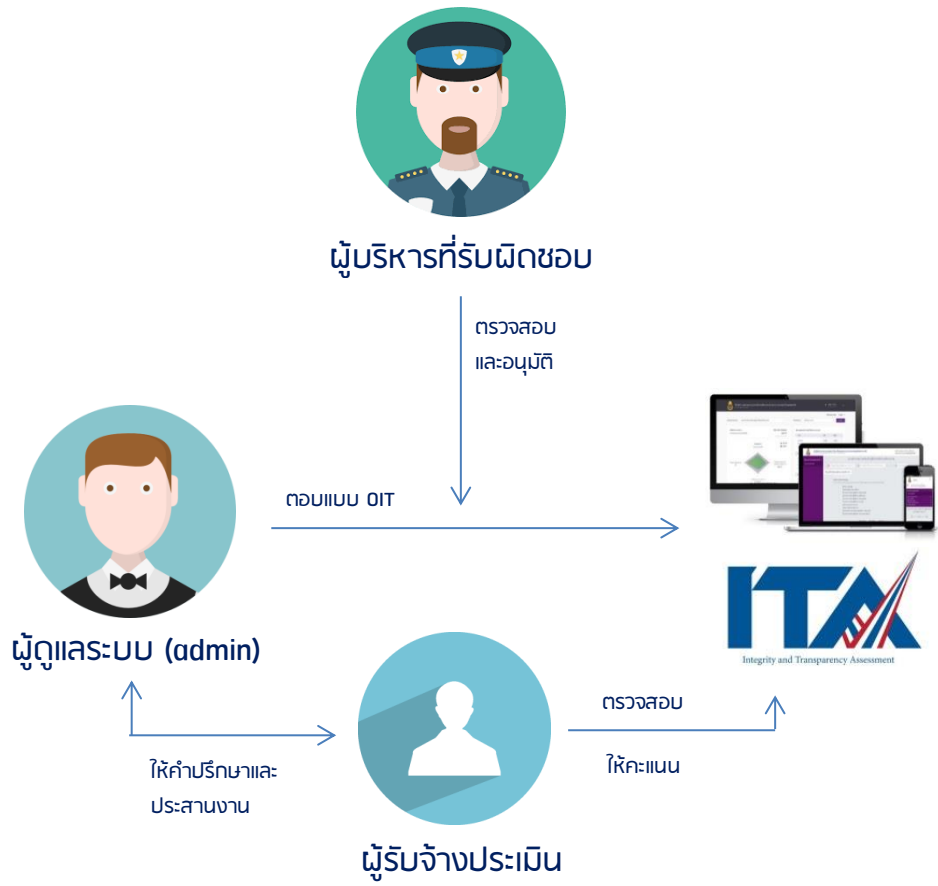 ผู้บริหารที่รับผิดชอบ
ตรวจสอบ
และอนุมัติ
ตอบแบบ OIT
ITA
Integrity and Transparency Assessment
ผู้ดูแลระบบ (admin)
ตรวจสอบ
ให้คะแนน
ให้คำปรึกษาและ
ประสานงาน
ผู้รับจ้างประเมิน